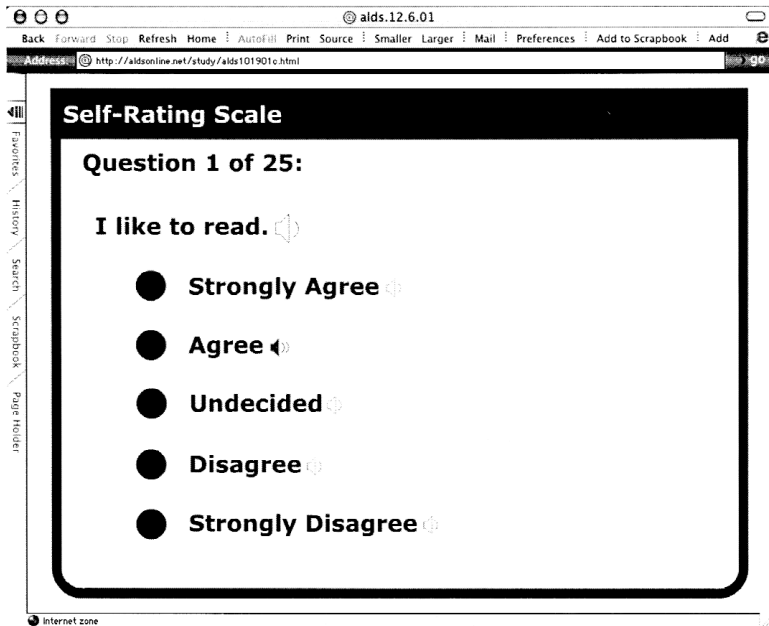 alds.12.6.01
Back Forward Stop Refresh Home AutoFill Print Source Smaller Larger Mail Preferences Add to Scrapbook Add
Address @ http://aldsonline.net/study/alds101901c.html go
Favorites
History
Search
Scrapbook
Page Holder
Self-Rating Scale
Question 1 of 25:
I like to read.
Strongly Agree
Agree
Undecided
Disagree
Strongly Disagree
Internet zone